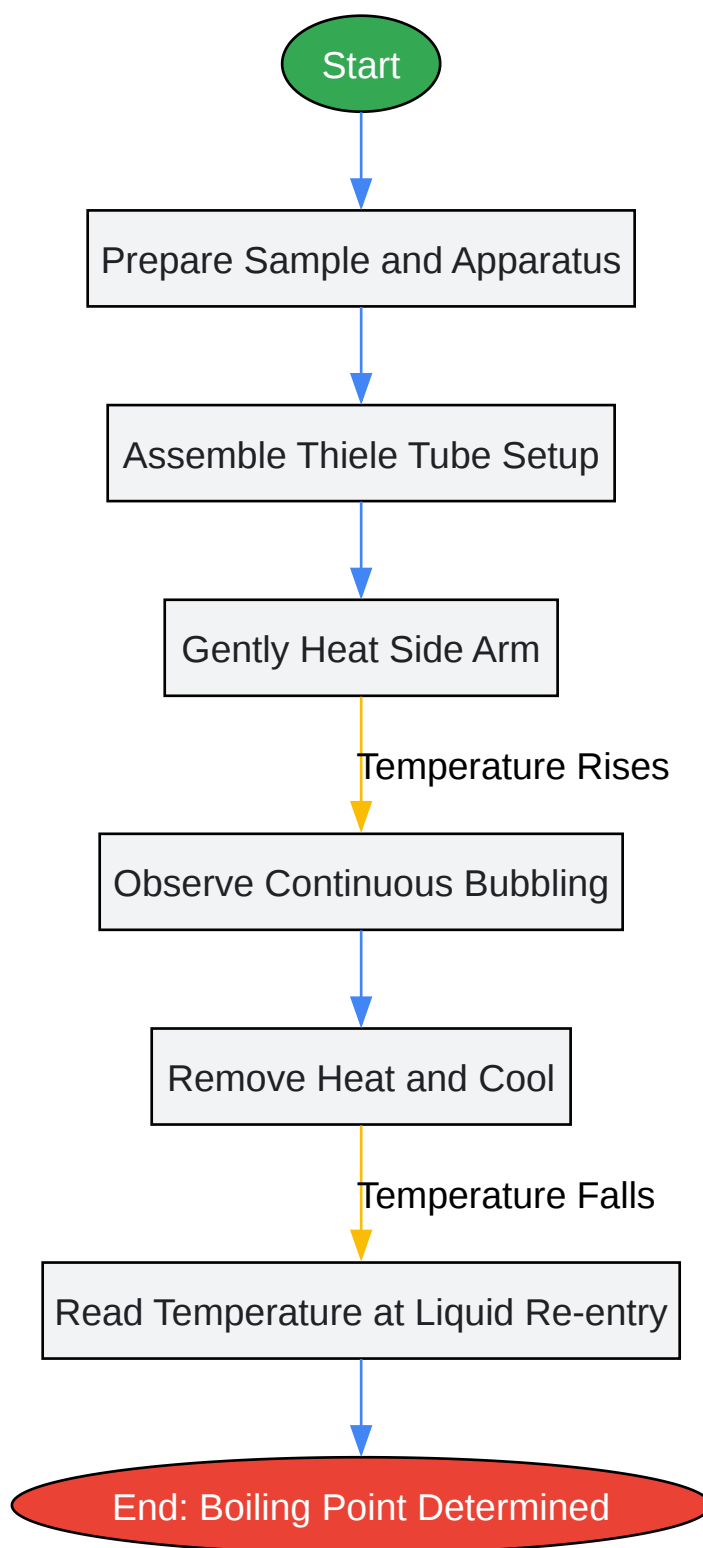 Start
Prepare Sample and Apparatus
Assemble Thiele Tube Setup
Gently Heat Side Arm
Temperature Rises
Observe Continuous Bubbling
Remove Heat and Cool
Temperature Falls
Read Temperature at Liquid Re-entry
End: Boiling Point Determined